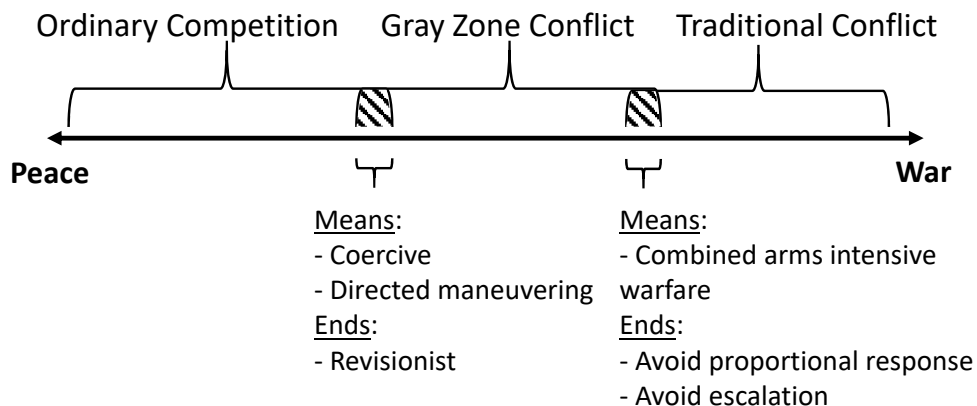 Ordinary Competition Gray Zone Conflict Traditional Conflict
Peace War
Means:
- Coercive
- Directed maneuvering
Ends:
- Revisionist
Means:
- Combined arms intensive
warfare
Ends:
- Avoid proportional response
- Avoid escalation